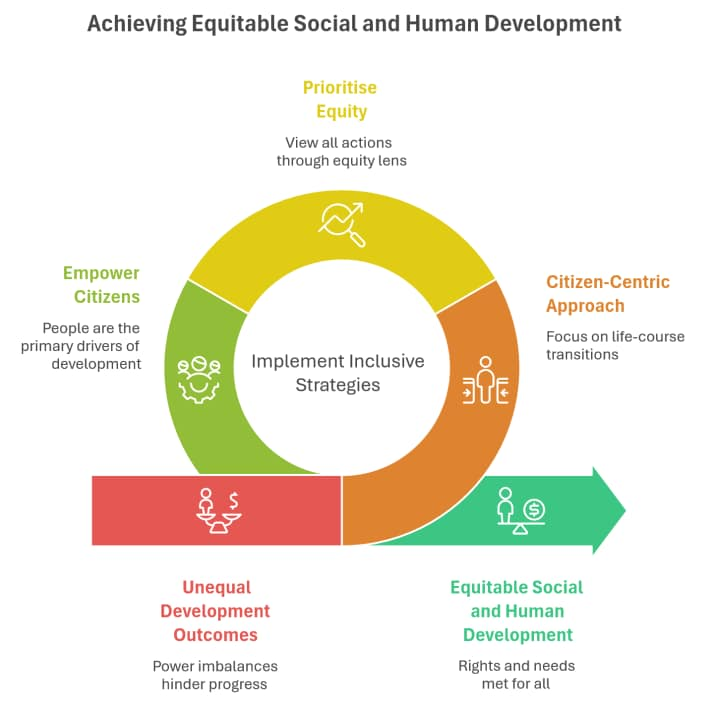 Achieving Equitable Social and Human Development
Prioritise
Equity
View all actions
through equity lens
Empower
Citizens
People are the
primary drivers of
development
Citizen-Centric
Approach
Focus on life-course
transitions
Implement Inclusive
Strategies
$
$
Unequal
Development
Outcomes
Power imbalances
hinder progress
Equitable Social
and Human
Development
Rights and needs
met for all